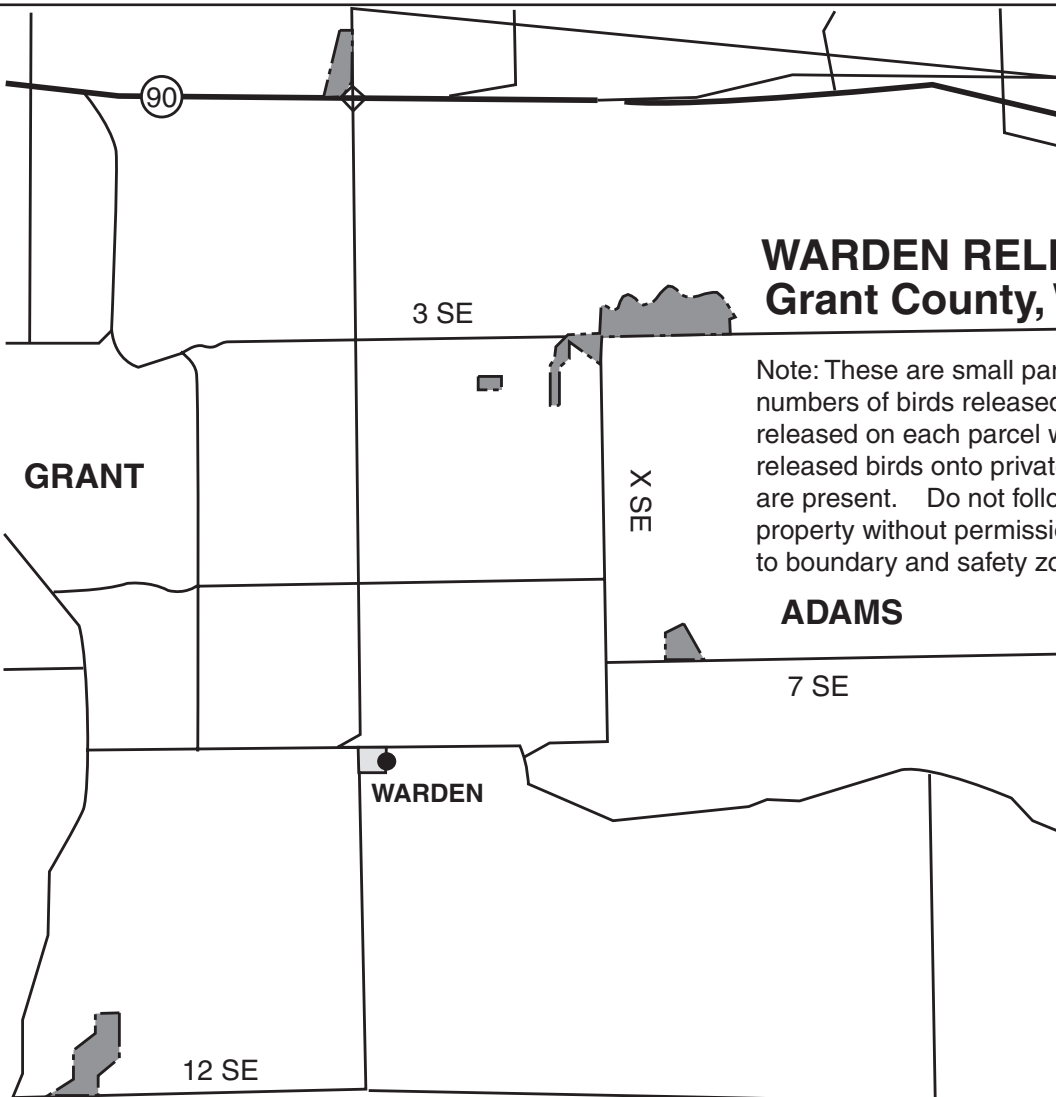 90
WARDEN REL
Grant County,
3 SE
Note: These are small par
numbers of birds released
released on each parcel w
released birds onto privat
are present. Do not follo
property without permissi
to boundary and safety zo
GRANT
X SE
ADAMS
7 SE
WARDEN
12 SE